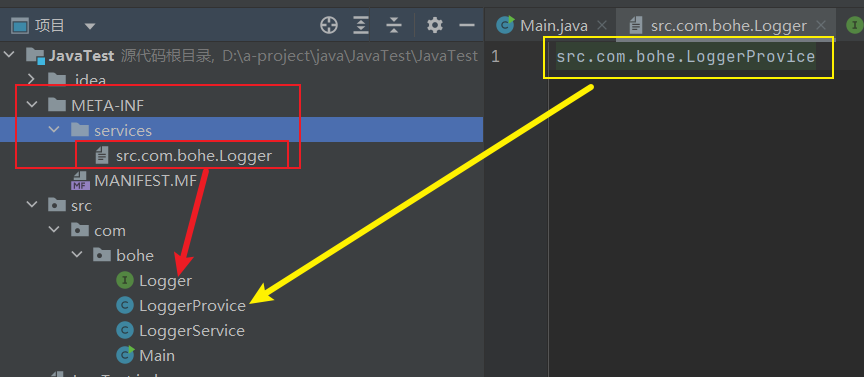 项目
Main.java
src.com.bohe.Logger
JavaTest 源代码根目录, D:\a-project\java\JavaTest\JavaTest
.idea
META-INF
services
src.com.bohe.Logger
MANIFEST.MF
src
com
bohe
Logger
LoggerProvice
LoggerService
Main
1 src.com.bohe.LoggerProvice